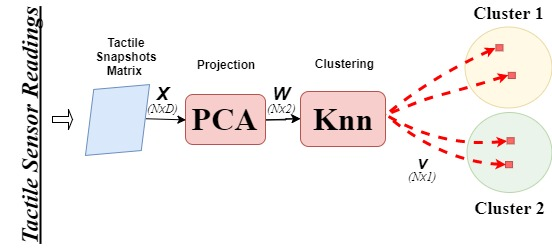 Tactile Sensor Readings
Tactile
Snapshots
Matrix
X
(NxD)
Projection
PCA
W
(Nx2)
Clustering
Knn
V
(Nx1)
Cluster 1
Cluster 2